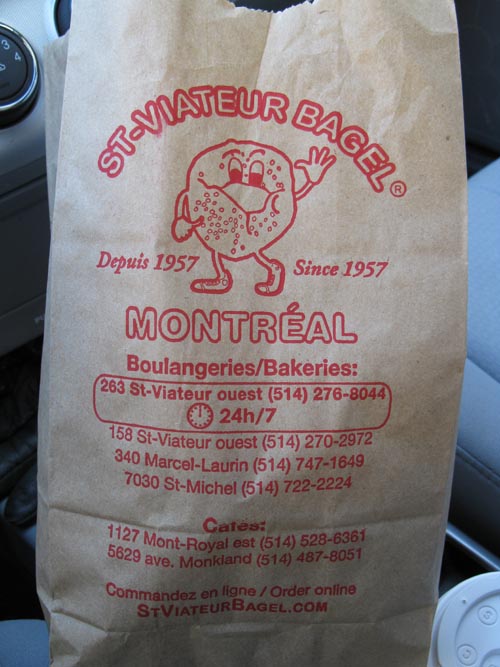 ST-VIATEUR BAGEL®
Depuis 1957 Since 1957
MONTRÉAL
Boulangeries/Bakeries:
263 St-Viateur ouest (514) 276-8044
24h/7
158 St-Viateur ouest (514) 270-2972
340 Marcel-Laurin (514) 747-1649
7030 St-Michel (514) 722-2224
Cafés:
1127 Mont-Royal est (514) 528-6361
5629 ave. Monkland (514) 487-8051
Commandez en ligne / Order online
STVIATEURBAGEL.COM